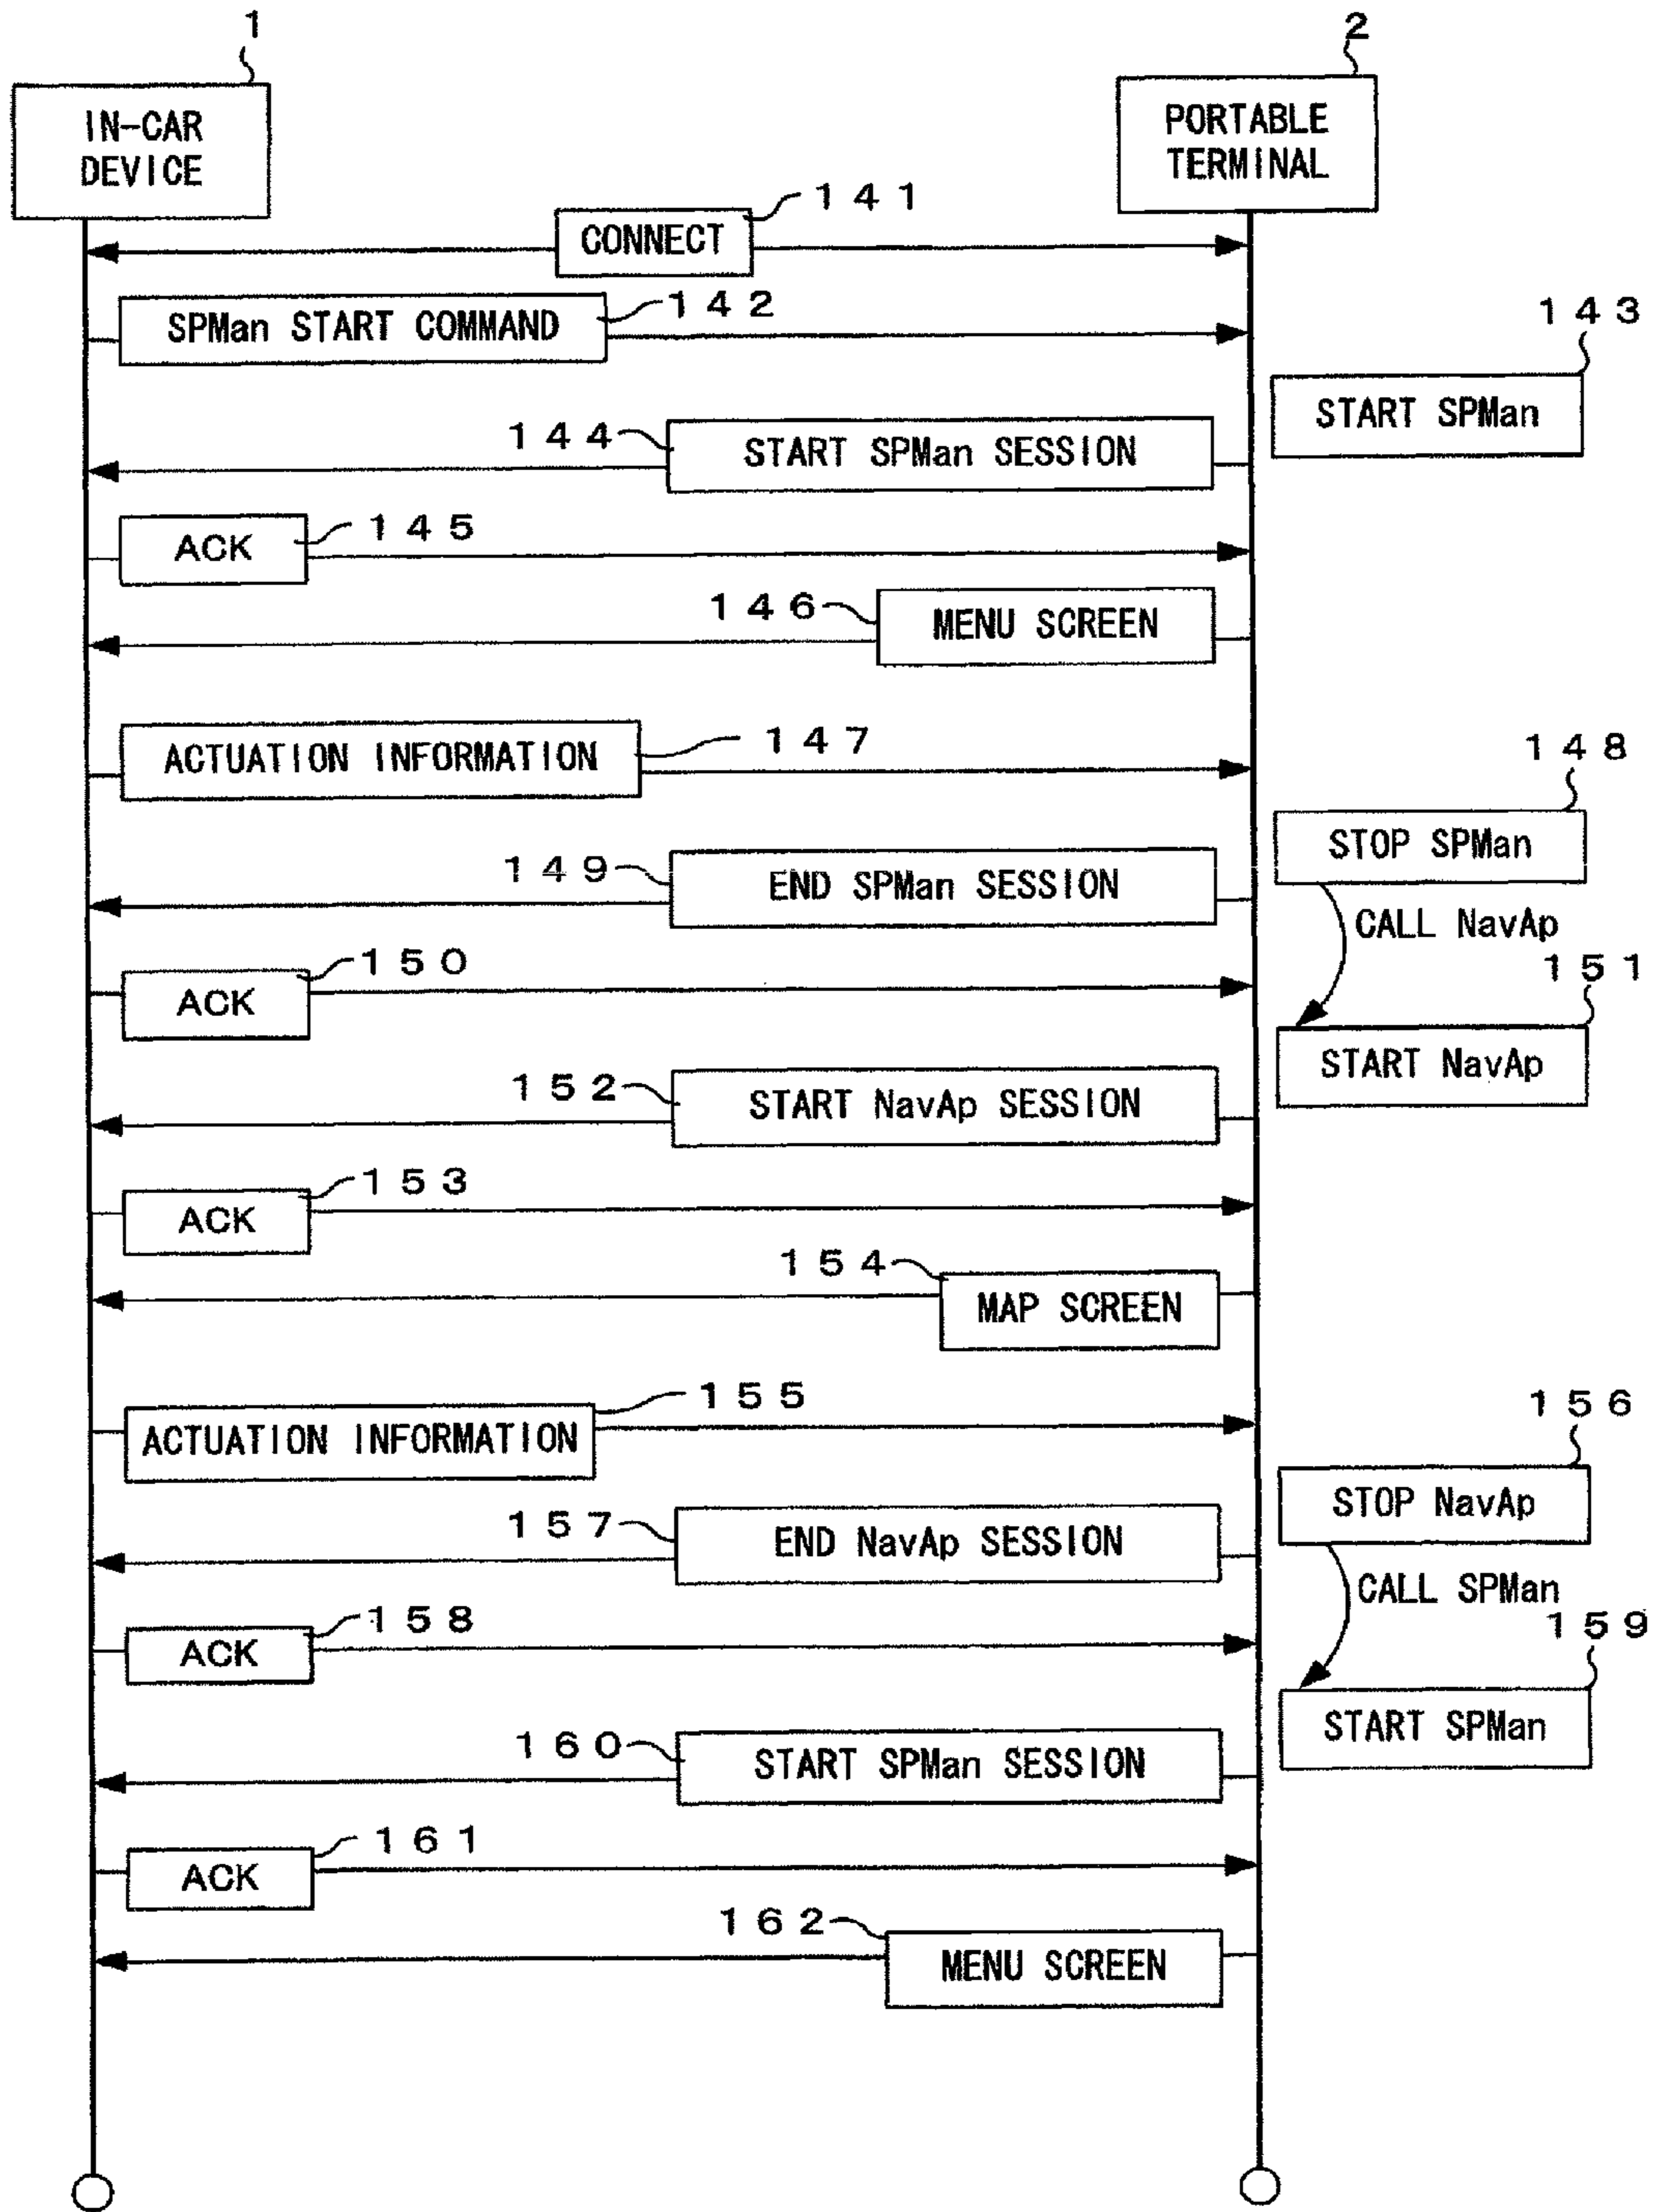 1
2
IN-CAR
DEVICE
PORTABLE
TERMINAL
141
CONNECT
142
SPMan START COMMAND
143
START SPMan
144
START SPMan SESSION
145
ACK
146
MENU SCREEN
147
ACTUATION INFORMATION
148
STOP SPMan
149
END SPMan SESSION
CALL NavAp
150
ACK
151
START NavAp
152
START NavAp SESSION
153
ACK
154
MAP SCREEN
155
ACTUATION INFORMATION
156
STOP NavAp
157
END NavAp SESSION
CALL SPMan
158
ACK
159
START SPMan
160
START SPMan SESSION
161
ACK
162
MENU SCREEN